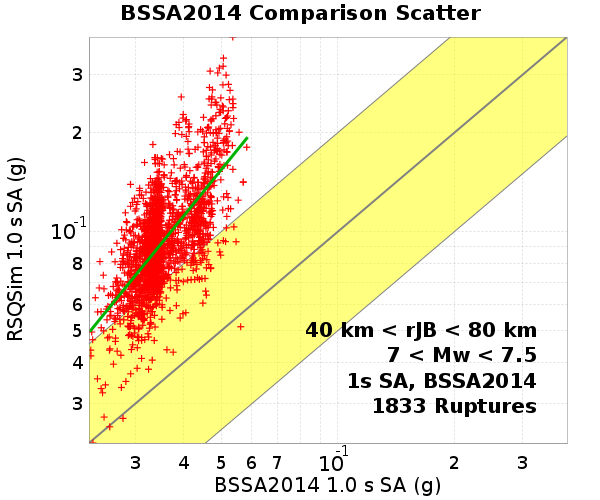 BSSA2014 Comparison Scatter
RSQSim 1.0 s SA (g)
3
2
10-1
8
6
5
4
3
40 km < rJB < 80 km
7 < Mw < 7.5
1s SA, BSSA2014
1833 Ruptures
3 4 5 6 7 10-1 2 3
BSSA2014 1.0 s SA (g)